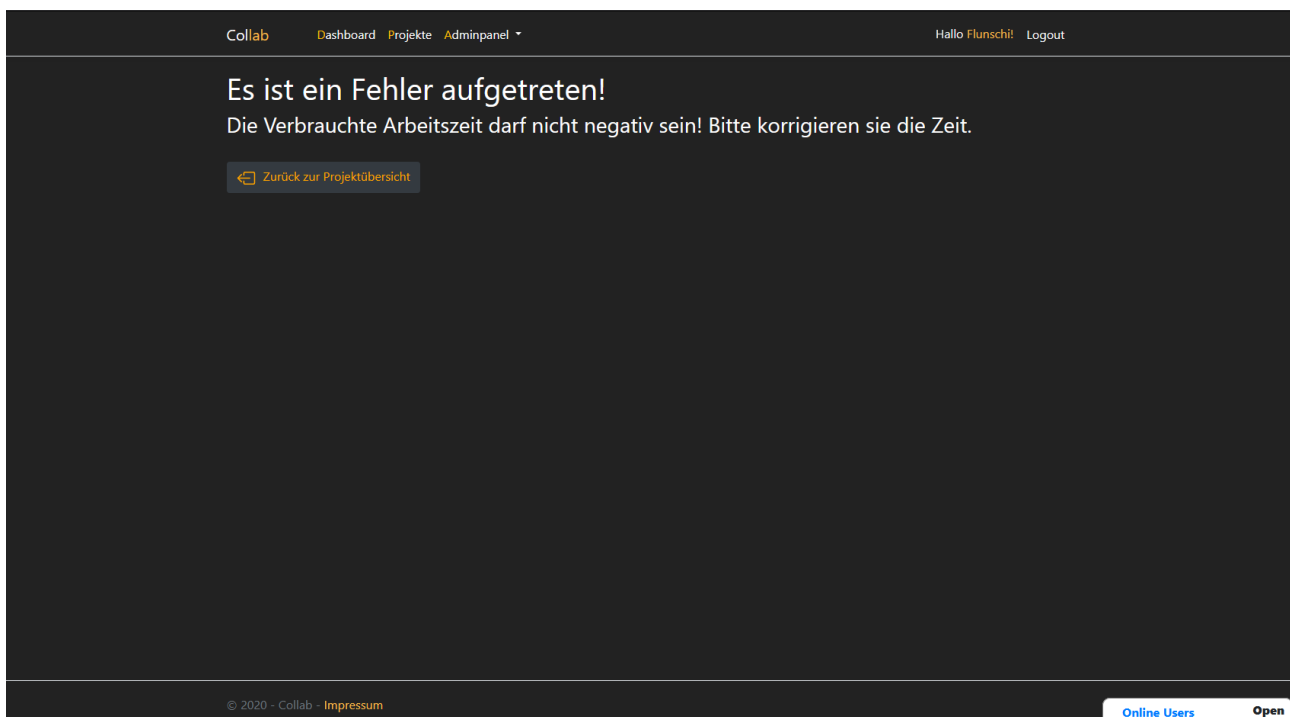 Collab Dashboard Projekte Adminpanel Hallo Flunschi! Logout
Es ist ein Fehler aufgetreten!
Die Verbrauchte Arbeitszeit darf nicht negativ sein! Bitte korrigieren sie die Zeit.
Zurück zur Projektübersicht
© 2020 - Collab - Impressum
Online Users Open